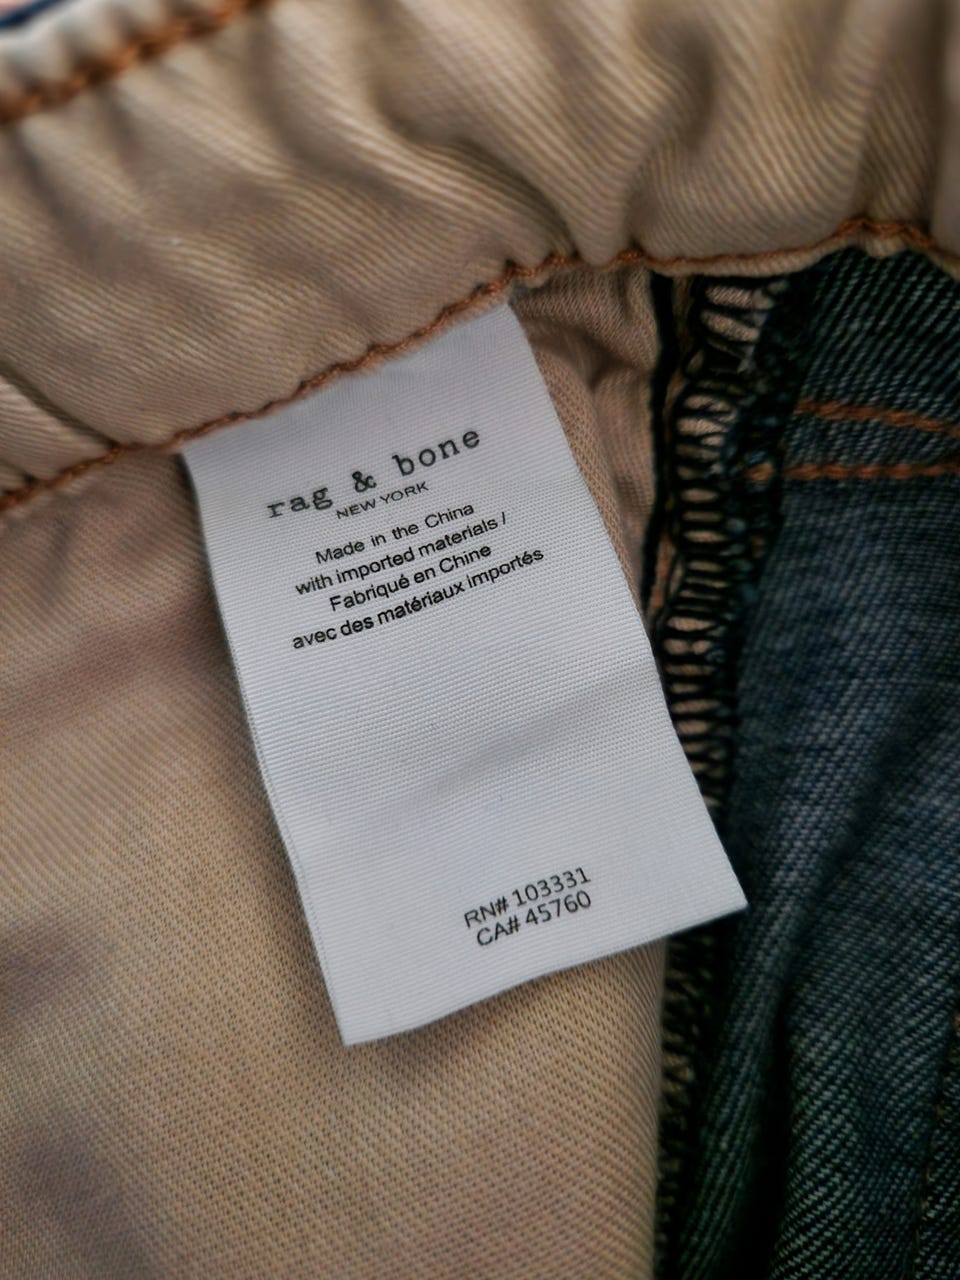 rag & bone
NEW YORK
Made in the China
with imported materials /
Fabriqué en Chine
avec des matériaux importés
RN# 103331
CA# 45760